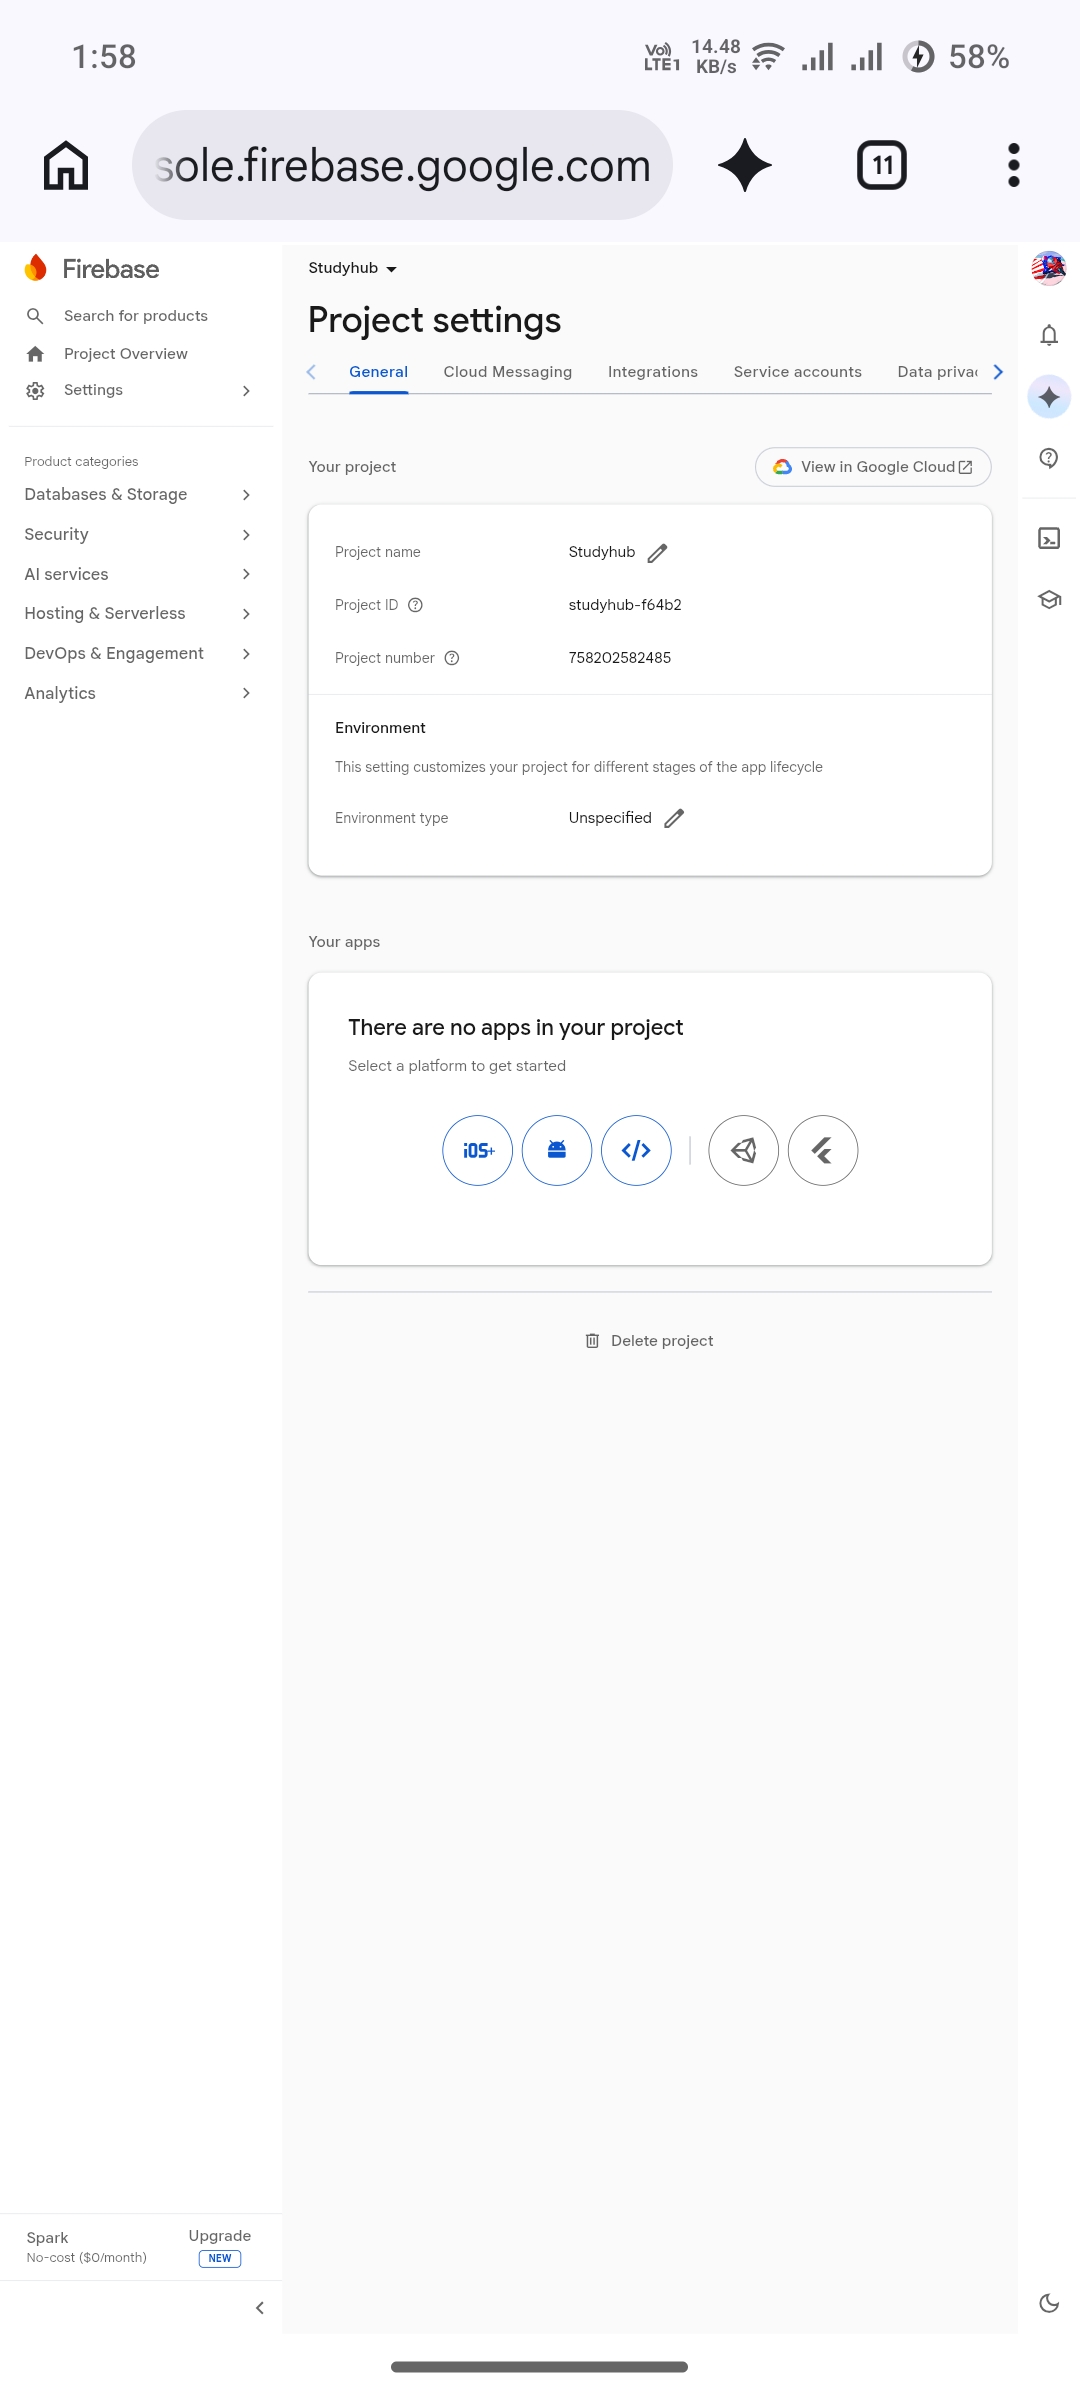 1:58
Vo)) LTE1 14.48 KB/s 58%
sole.firebase.google.com
11
Firebase
Search for products
Project Overview
Settings
Product categories
Databases & Storage
Security
AI services
Hosting & Serverless
DevOps & Engagement
Analytics
Spark
No-cost ($0/month)
Upgrade
NEW
Studyhub
Project settings
General Cloud Messaging Integrations Service accounts Data privac
Your project
View in Google Cloud
Project name Studyhub
Project ID studyhub-f64b2
Project number 758202582485
Environment
This setting customizes your project for different stages of the app lifecycle
Environment type Unspecified
Your apps
There are no apps in your project
Select a platform to get started
iOS+
Delete project